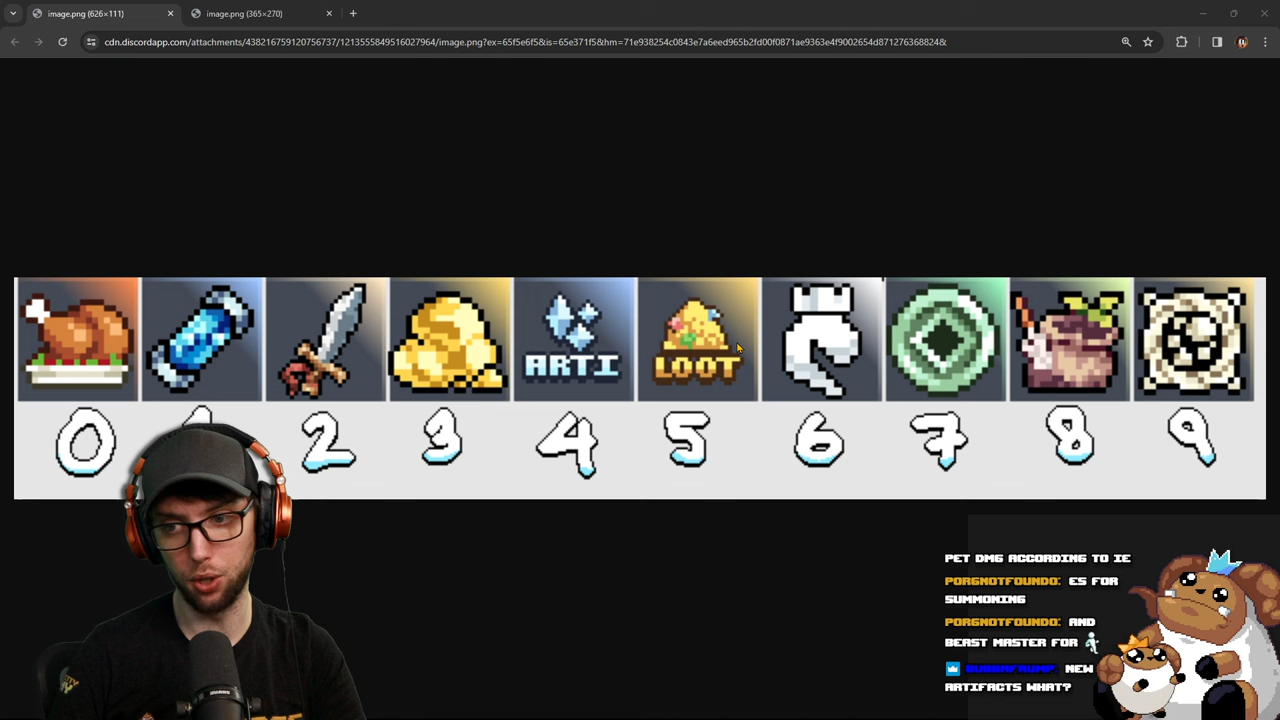 image.png (626×111)
image.png (365×270)
cdn.discordapp.com/attachments/438216759120756737/1213555849516027964/image.png?ex=65f5e6f5&is=65e371f5&hm=71e938254c0843e7a6eed965b2fd00f0871ae9363e4f9002654d871276368824&
ARTI
LOOT
0 2 3 4 5 6 7 8 9
PET DMG ACCORDING TO IE
PORGNOTFOUNDO: ES FOR
SUMMONING
PORGNOTFOUNDO: AND
BEAST MASTER FOR
NEW
ARTIFACTS WHAT?